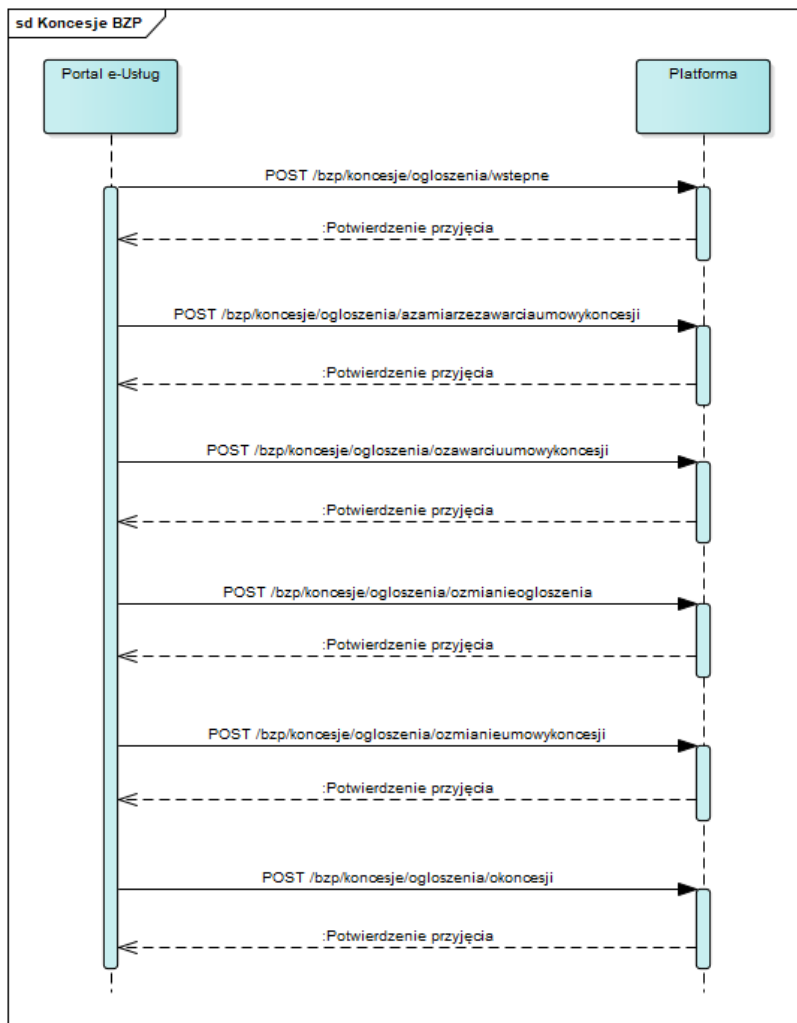 sd Koncesje BZP
Portal e-Usług
Platforma
POST /bzp/koncesje/ogloszenia/wstepne
:Potwierdzenie przyjęcia
POST /bzp/koncesje/ogloszenia/azamiarzezawarciaumowykoncesji
:Potwierdzenie przyjęcia
POST /bzp/koncesje/ogloszenia/ozawarciuumowykoncesji
:Potwierdzenie przyjęcia
POST /bzp/koncesje/ogloszenia/ozmianieogloszenia
:Potwierdzenie przyjęcia
POST /bzp/koncesje/ogloszenia/ozmianieumowykoncesji
:Potwierdzenie przyjęcia
POST /bzp/koncesje/ogloszenia/okoncesji
:Potwierdzenie przyjęcia